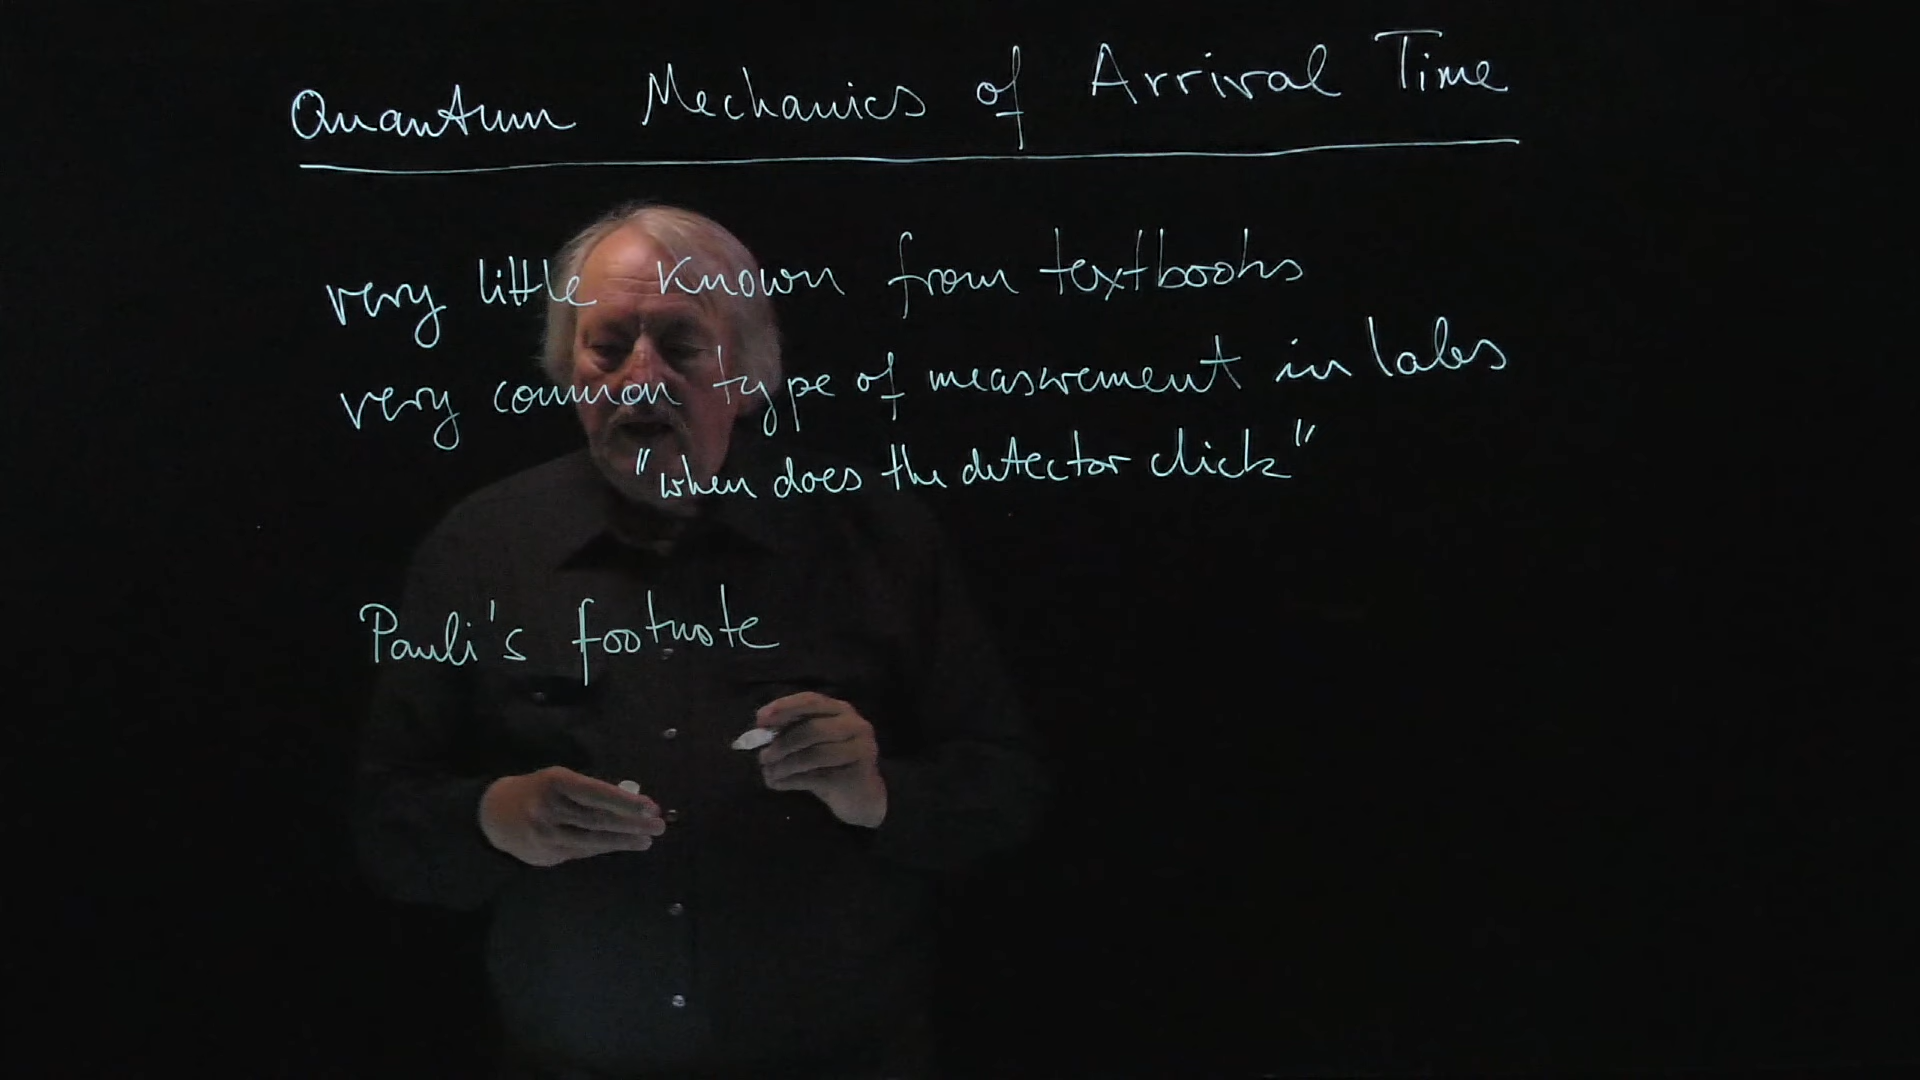 Quantum Mechanics of Arrival Time
very little known from textbooks
very common type of measurement in labs
"when does the detector click"
Pauli's footnote